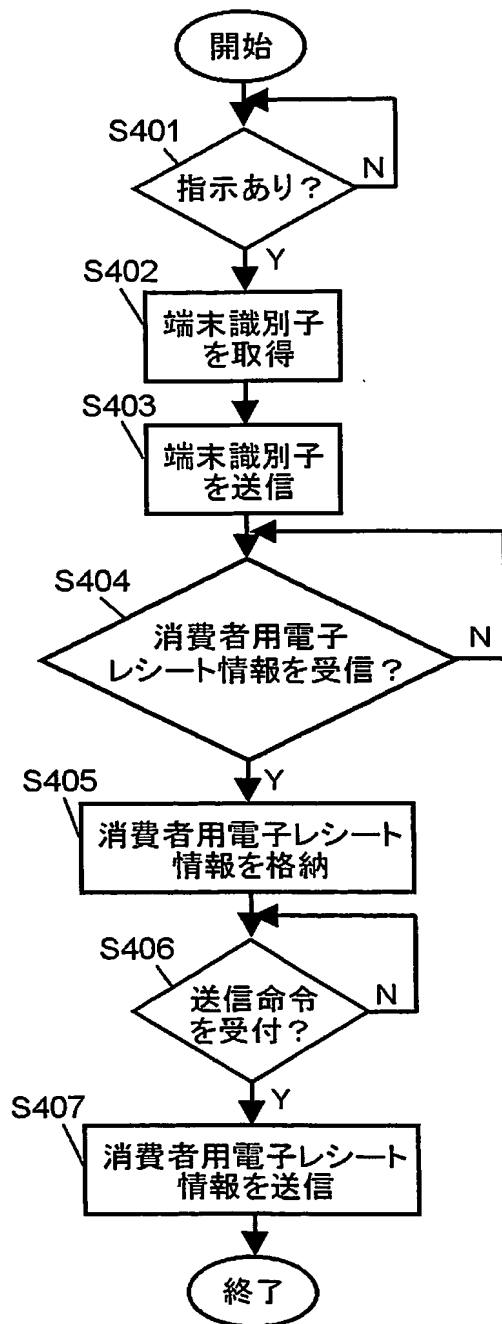 開始
S401
指示あり?
N
Y
S402
端末識別子
を取得
S403
端末識別子
を送信
S404
消費者用電子
レシート情報を受信?
N
Y
S405
消費者用電子レシート
情報を格納
S406
送信命令
を受付?
N
Y
S407
消費者用電子レシート
情報を送信
終了